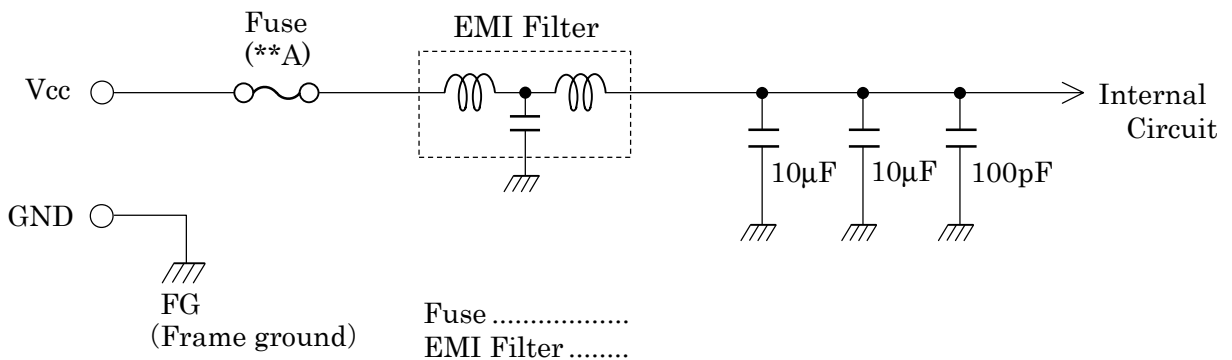 Fuse
(**A)
EMI Filter
Vcc
Internal
Circuit
10μF
10μF
100pF
GND
FG
(Frame ground)
Fuse ..................
EMI Filter ........